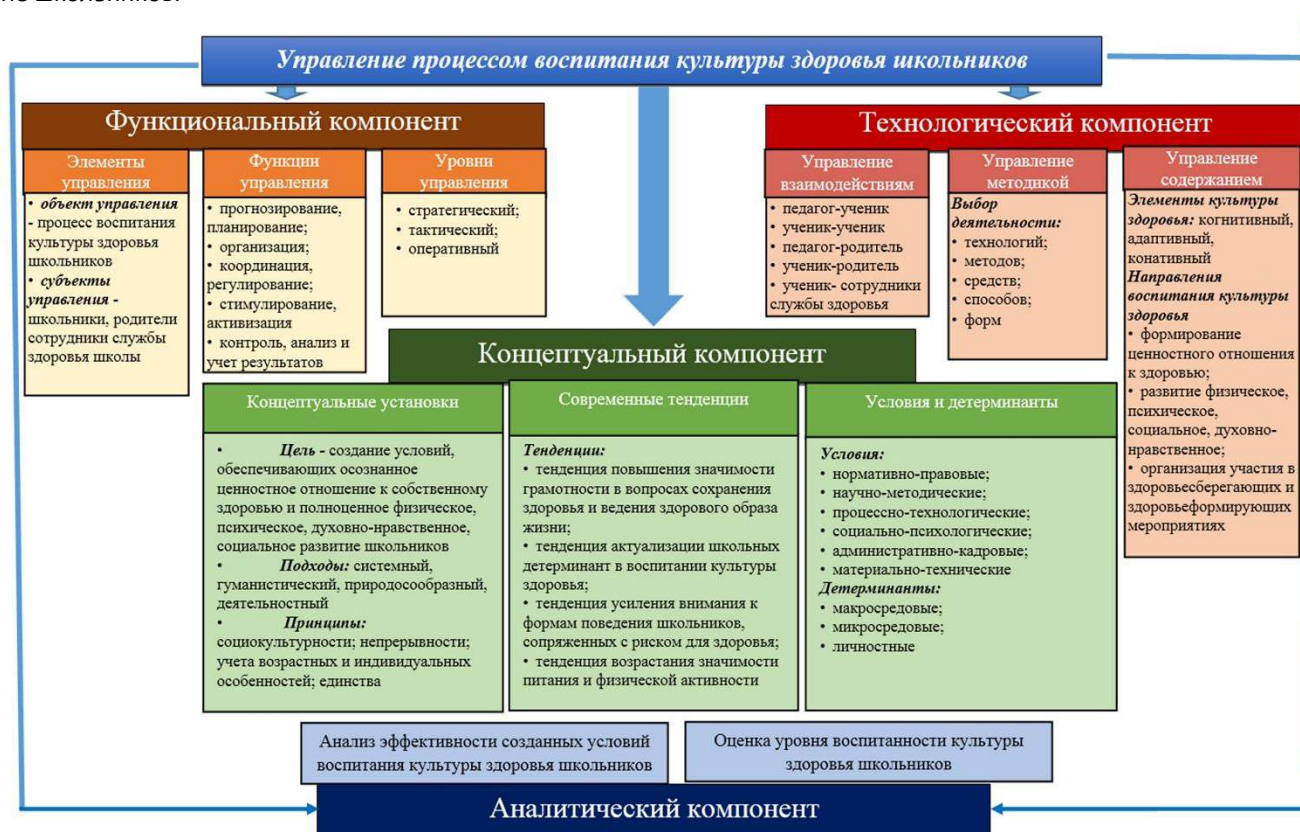 Управление процессом воспитания культуры здоровья школьников
Функциональный компонент
Элементы
управления
• объект управления
- процесс воспитания
культуры здоровья
школьников
• субъекты
управления -
школьники, родители
сотрудники службы
здоровья школы
Функции
управления
• прогнозирование,
планирование;
• организация;
• координация,
регулирование;
• стимулирование,
активизация
• контроль, анализ и
учет результатов
Уровни
управления
• стратегический;
• тактический;
• оперативный
Технологический компонент
Управление
взаимодействиям
• педагог-ученик
• ученик-ученик
• педагог-родитель
• ученик-родитель
• ученик- сотрудники
службы здоровья
Управление
методикой
Выбор
деятельности:
• технологий;
• методов;
• средств;
• способов;
• форм
Управление
содержанием
Элементы культуры
здоровья: когнитивный,
адаптивный,
конативный
Направления
воспитания культуры
здоровья
• формирование
ценностного отношения
к здоровью;
• развитие физическое,
психическое,
социальное, духовно-
нравственное;
• организация участия в
здоровьесберегающих и
здоровьеформирующих
мероприятиях
Концептуальный компонент
Концептуальные установки
• Цель - создание условий,
обеспечивающих осознанное
ценностное отношение к собственному
здоровью и полноценное физическое,
психическое, духовно-нравственное,
социальное развитие школьников
• Подходы: системный,
гуманистический, природосообразный,
деятельностный
• Принципы:
социокультурности; непрерывности;
учета возрастных и индивидуальных
особенностей; единства
Современные тенденции
Тенденции:
• тенденция повышения значимости
грамотности в вопросах сохранения
здоровья и ведения здорового образа
жизни;
• тенденция актуализации школьных
детерминант в воспитании культуры
здоровья;
• тенденция усиления внимания к
формам поведения школьников,
сопряженных с риском для здоровья;
• тенденция возрастания значимости
питания и физической активности
Условия и детерминанты
Условия:
• нормативно-правовые;
• научно-методические;
• процессно-технологические;
• социально-психологические;
• административно-кадровые;
• материально-технические
Детерминанты:
• макросредовые;
• микросредовые;
• личностные
Анализ эффективности созданных условий
воспитания культуры здоровья школьников
Оценка уровня воспитанности культуры
здоровья школьников
Аналитический компонент